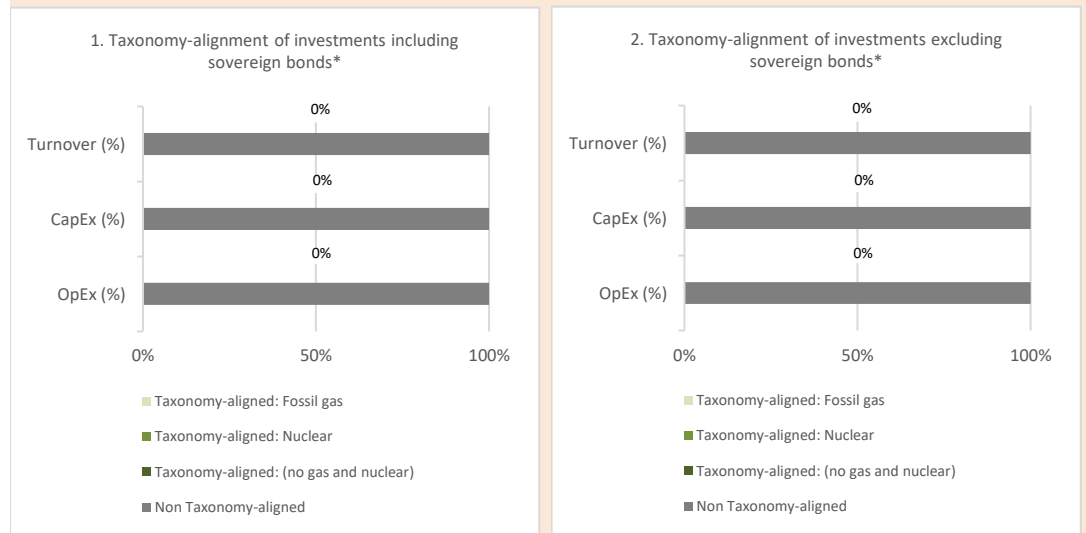 1. Taxonomy-alignment of investments including
sovereign bonds*
0%
Turnover (%)
0%
CapEx (%)
0%
OpEx (%)
0%
50%
100%
Taxonomy-aligned: Fossil gas
Taxonomy-aligned: Nuclear
Taxonomy-aligned: (no gas and nuclear)
Non Taxonomy-aligned
2. Taxonomy-alignment of investments excluding
sovereign bonds*
0%
Turnover (%)
0%
CapEx (%)
0%
OpEx (%)
0%
50%
100%
Taxonomy-aligned: Fossil gas
Taxonomy-aligned: Nuclear
Taxonomy-aligned: (no gas and nuclear)
Non Taxonomy-aligned